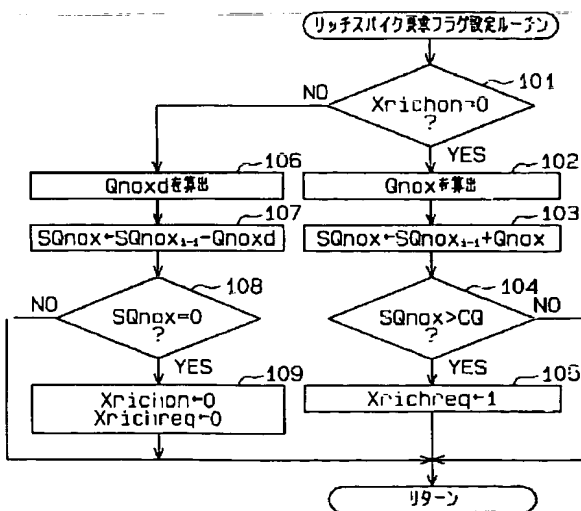 リッチスパイク要求フラグ設定ルーチン
101
Xrichon=0
?
NO
YES
106
Qnoxdを算出
102
Qnoxを算出
107
SQnox←SQnoxi-1-Qnoxd
103
SQnox←SQnoxi-1+Qnox
108
SQnox=0
?
NO
YES
104
SQnox>CQ
?
NO
YES
109
Xrichon←0
Xrichreq←0
105
Xrichreq←1
リターン